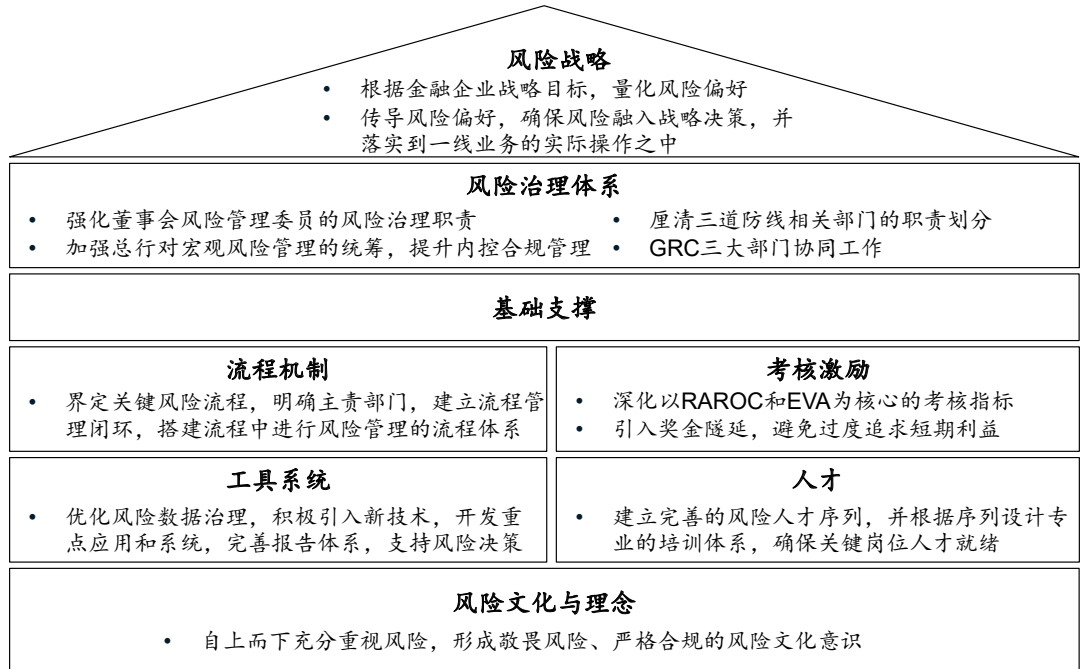 风险战略
• 根据金融企业战略目标，量化风险偏好
• 传导风险偏好，确保风险融入战略决策，并
落实到一线业务的实际操作之中
风险治理体系
• 强化董事会风险管理委员的风险治理职责
• 加强总行对宏观风险管理的统筹，提升内控合规管理
• 厘清三道防线相关部门的职责划分
• GRC三大部门协同工作
基础支撑
流程机制
• 界定关键风险流程，明确主责部门，建立流程管
理闭环，搭建流程中进行风险管理的流程体系
考核激励
• 深化以RAROC和EVA为核心的考核指标
• 引入奖金隧延，避免过度追求短期利益
工具系统
• 优化风险数据治理，积极引入新技术，开发重
点应用和系统，完善报告体系，支持风险决策
人才
• 建立完善的风险人才序列，并根据序列设计专
业的培训体系，确保关键岗位人才就绪
风险文化与理念
• 自上而下充分重视风险，形成敬畏风险、严格合规的风险文化意识